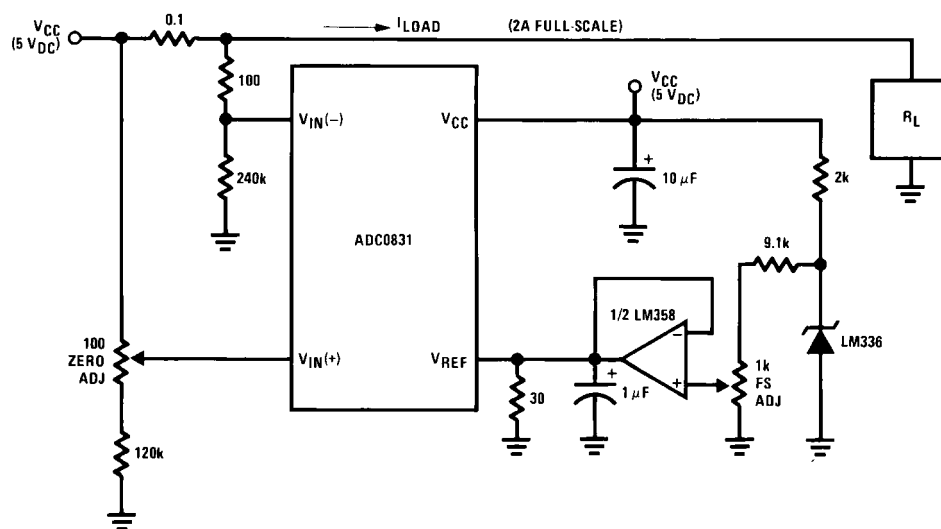 VCC
(5 VDC)
0.1
ILOAD
(2A FULL-SCALE)
100
VIN(−)
VCC
VCC
(5 VDC)
RL
240k
+
10 µF
2k
ADC0831
9.1k
1/2 LM358
−
LM336
100
ZERO
ADJ
VIN(+)
VREF
30
+
1 µF
+
1k
FS
ADJ
120k